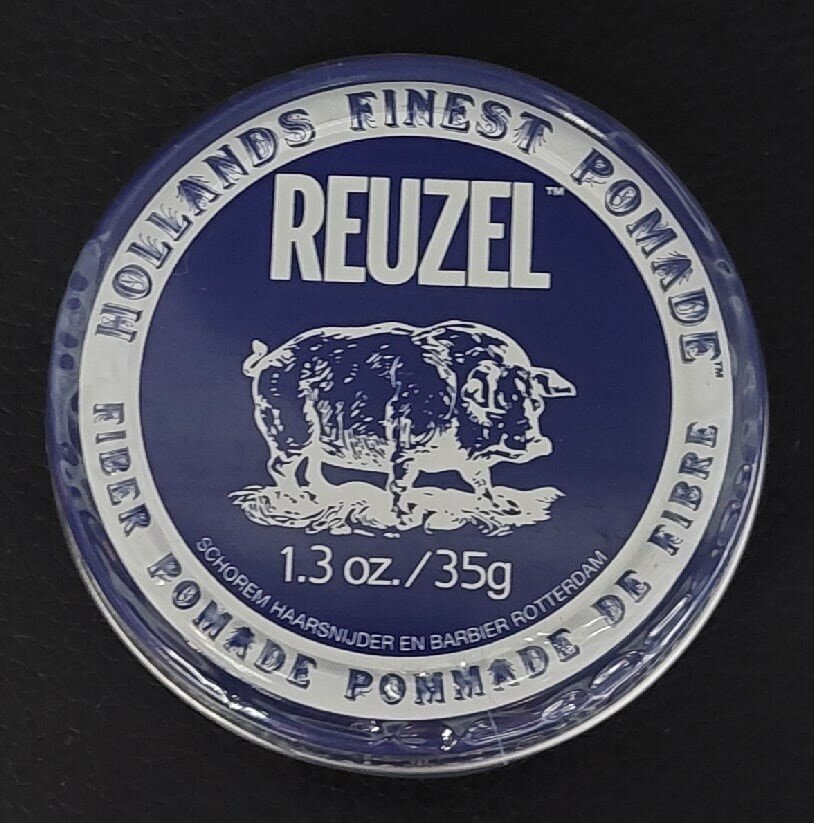 HOLLANDS FINEST POMADE™
REUZEL™
1.3 oz./35g
SCHOREM HAARSNIJDER EN BARBIER ROTTERDAM
FIBER POMADE POMMADE DE FIBRE